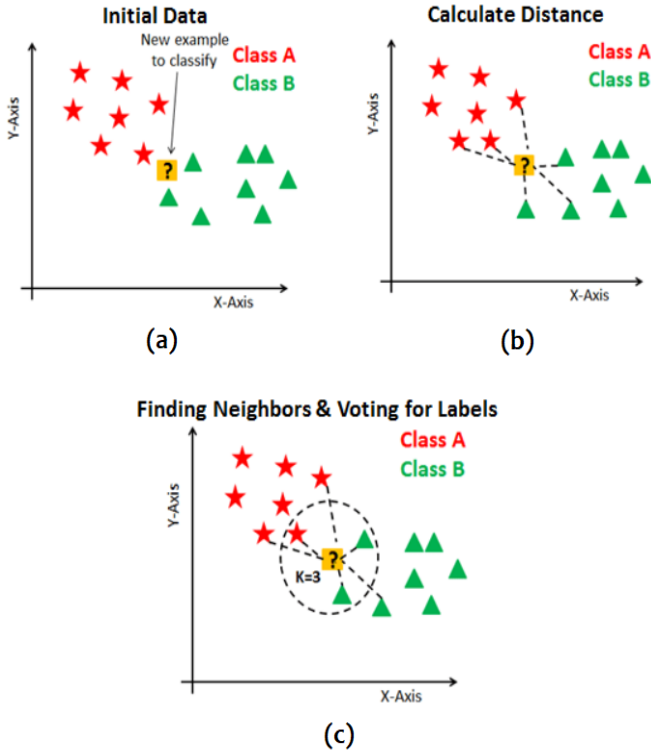 Initial Data
New example
to classify
Class A
Class B
?
Y-Axis
X-Axis
(a)
Calculate Distance
Class A
Class B
?
Y-Axis
X-Axis
(b)
Finding Neighbors & Voting for Labels
Class A
Class B
?
K=3
Y-Axis
X-Axis
(c)